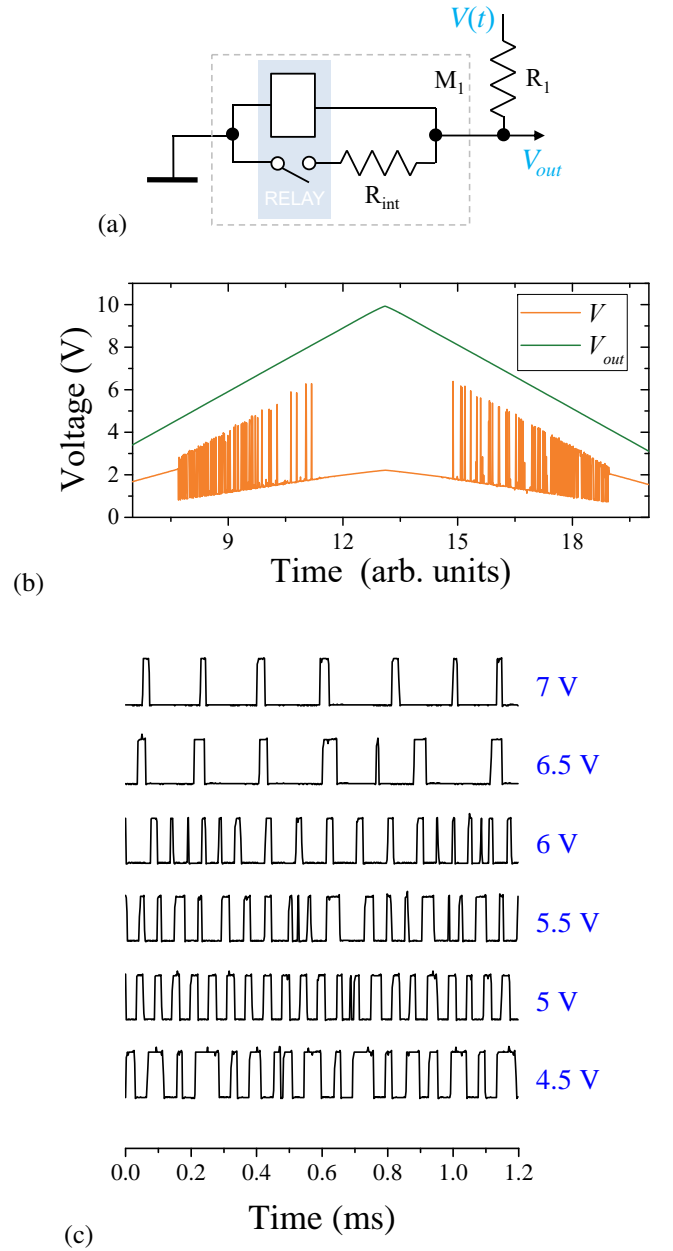 V(t)
M1
R1
Vout
RELAY
Rint
(a)
10
8
6
4
2
0
Voltage (V)
V
Vout
9
12
15
18
Time (arb. units)
(b)
7 V
6.5 V
6 V
5.5 V
5 V
4.5 V
0.0 0.2 0.4 0.6 0.8 1.0 1.2
Time (ms)
(c)